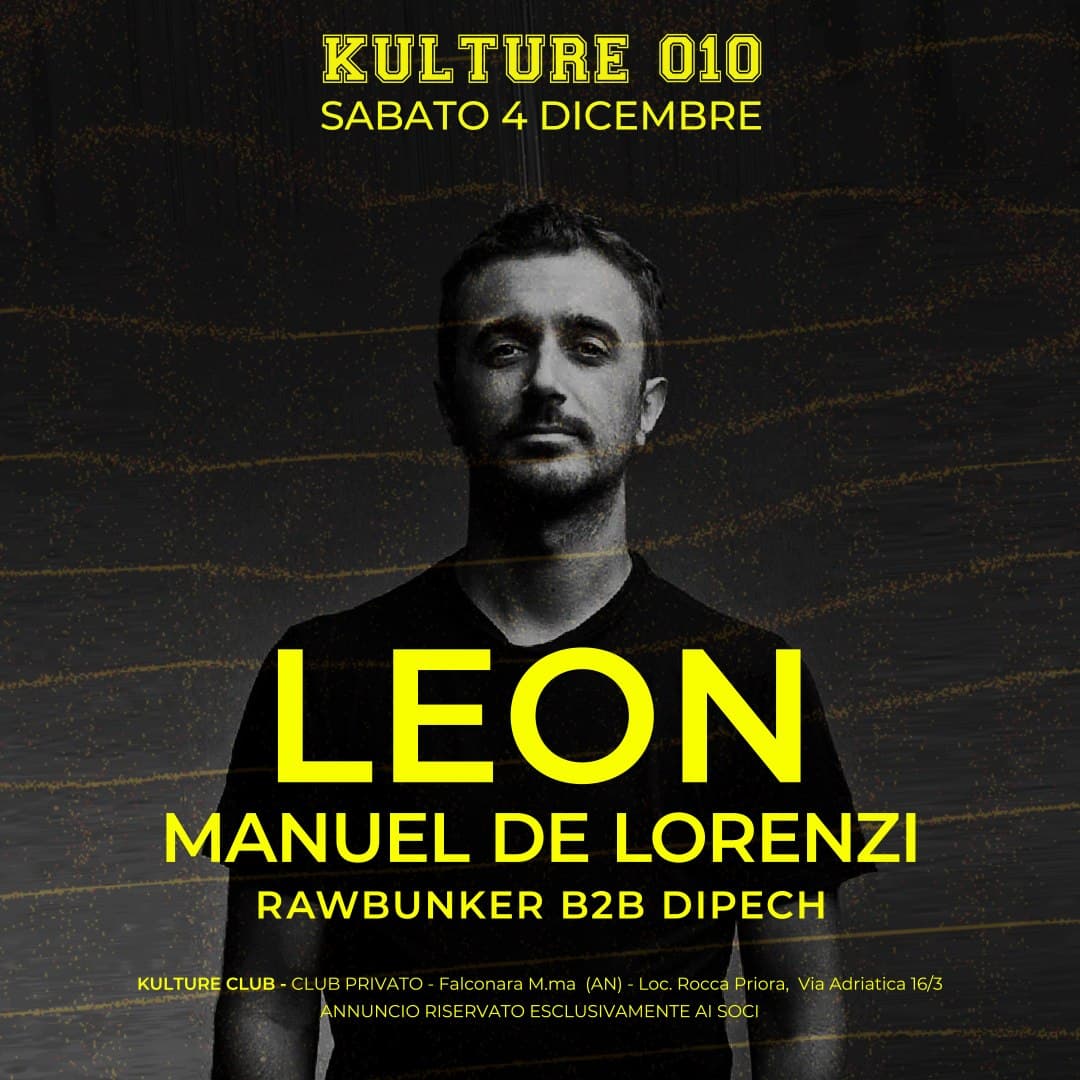 KULTURE 010
SABATO 4 DICEMBRE
LEON
MANUEL DE LORENZI
RAWBUNKER B2B DIPECH
KULTURE CLUB - CLUB PRIVATO - Falconara M.ma (AN) - Loc. Rocca Priora, Via Adriatica 16/3
ANNUNCIO RISERVATO ESCLUSIVAMENTE AI SOCI